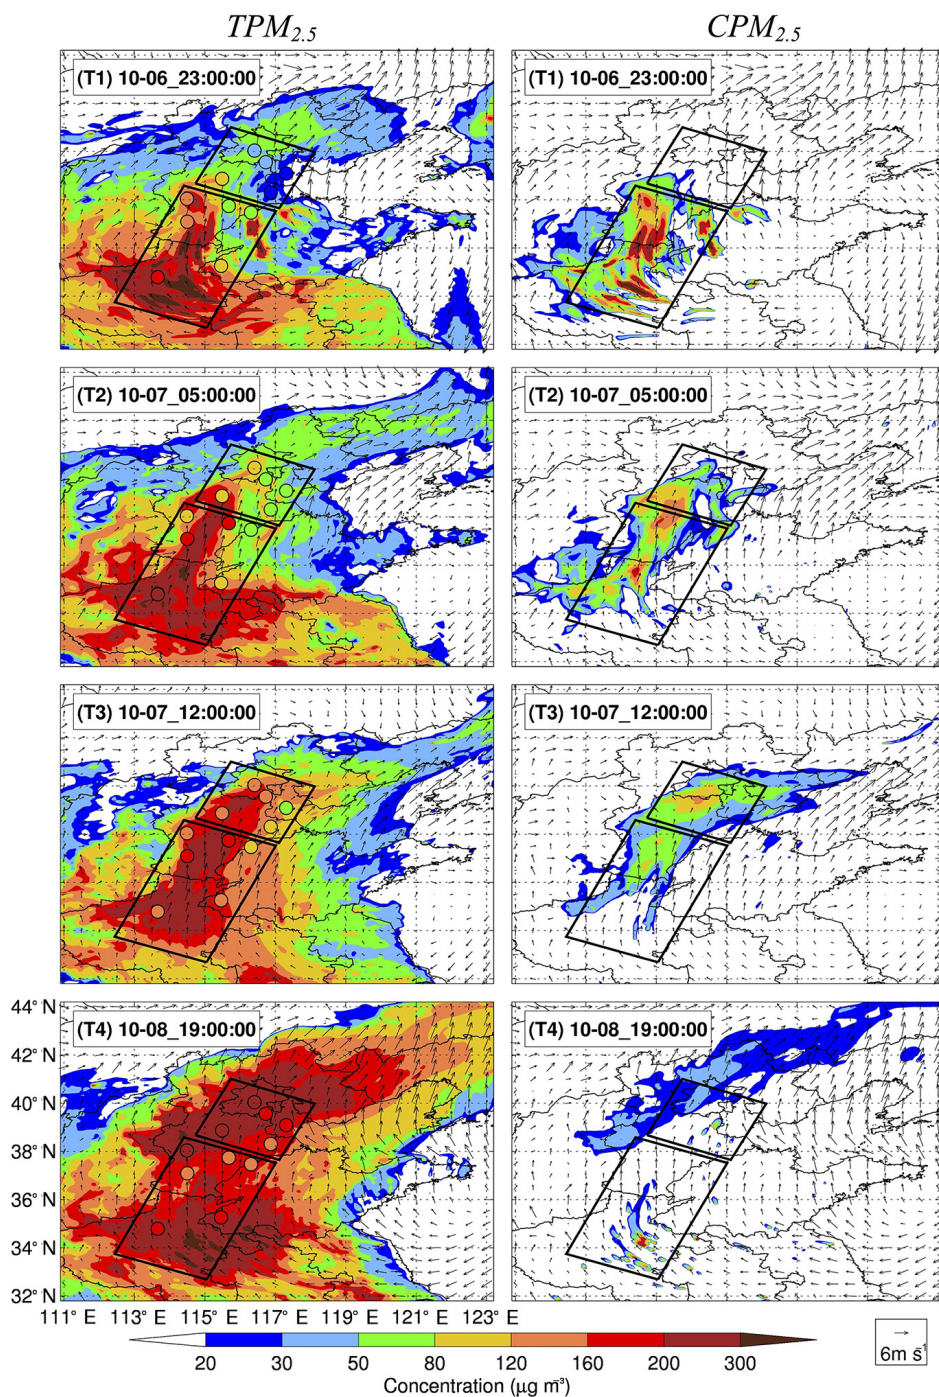 TPM2.5 CPM2.5
(T1) 10-06_23:00:00 (T1) 10-06_23:00:00
(T2) 10-07_05:00:00 (T2) 10-07_05:00:00
(T3) 10-07_12:00:00 (T3) 10-07_12:00:00
(T4) 10-08_19:00:00 (T4) 10-08_19:00:00
44° N
42° N
40° N
38° N
36° N
34° N
32° N
111° E 113° E 115° E 117° E 119° E 121° E 123° E
20 30 50 80 120 160 200 300
Concentration (μg m⁻³)
6m s⁻¹